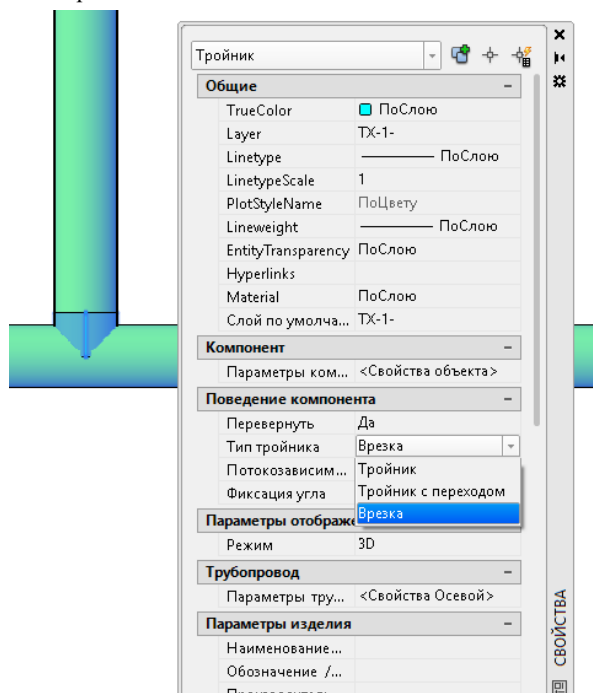 Тройник
Общие
TrueColor ПоСлою
Layer TX-1-
Linetype ПоСлою
LinetypeScale 1
PlotStyleName ПоЦвету
Lineweight ПоСлою
EntityTransparency ПоСлою
Hyperlinks
Material ПоСлою
Слой по умолча... TX-1-
Компонент
Параметры ком... <Свойства объекта>
Поведение компонента
Перевернуть Да
Тип тройника Врезка
Потокозависим... Тройник
Фиксация угла Тройник с переходом
Параметры отображе Врезка
Режим 3D
Трубопровод
Параметры тру... <Свойства Осевой>
Параметры изделия
Наименование...
Обозначение /...
СВОЙСТВА